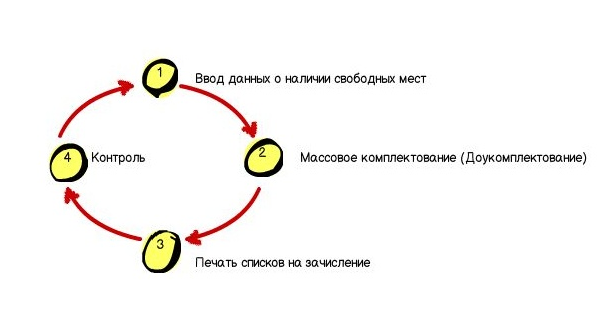 1
Ввод данных о наличии свободных мест
2
Массовое комплектование (Доукомплектование)
3
Печать списков на зачисление
4
Контроль